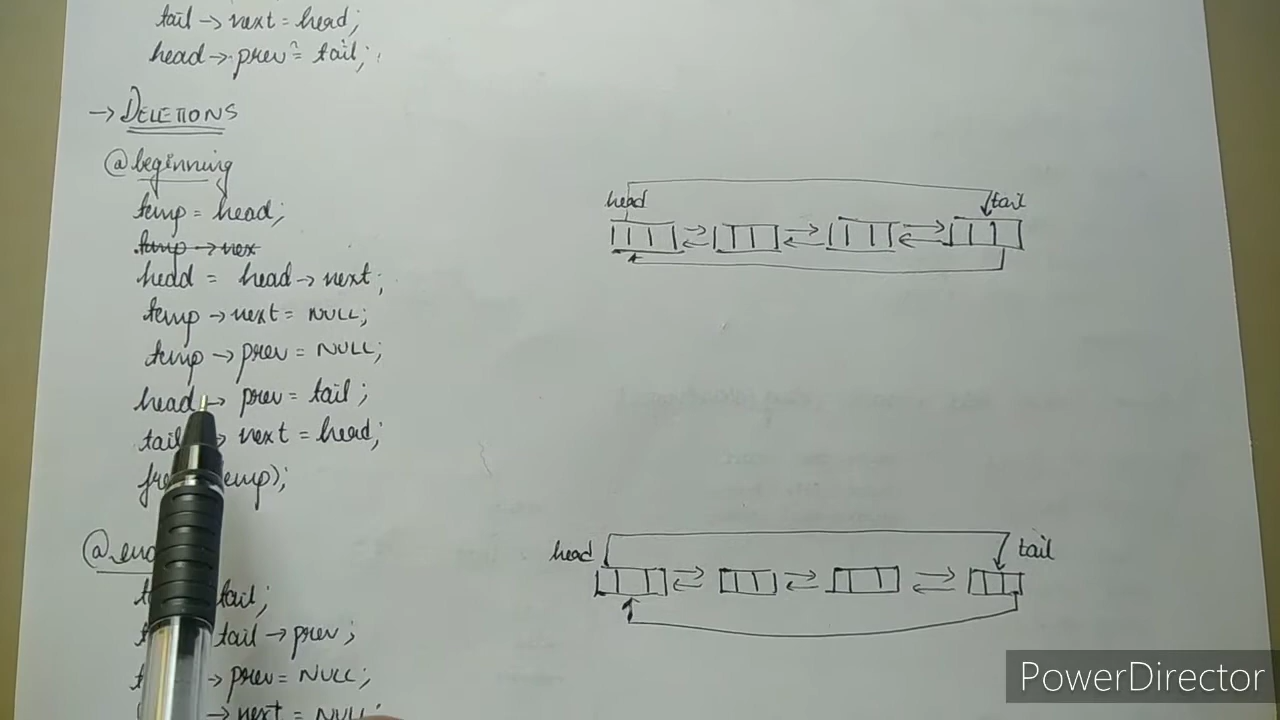 tail → next = head;
head → prev = tail;
→ DELETIONS
@beginning
temp = head;
temp → nex
head = head → next;
temp → next = NULL;
temp → prev = NULL;
head → prev = tail;
tail → next = head;
temp);
head
tail
@
tail;
tail → prev;
→ prev = NULL;
→ next = NULL
head
tail
PowerDirector